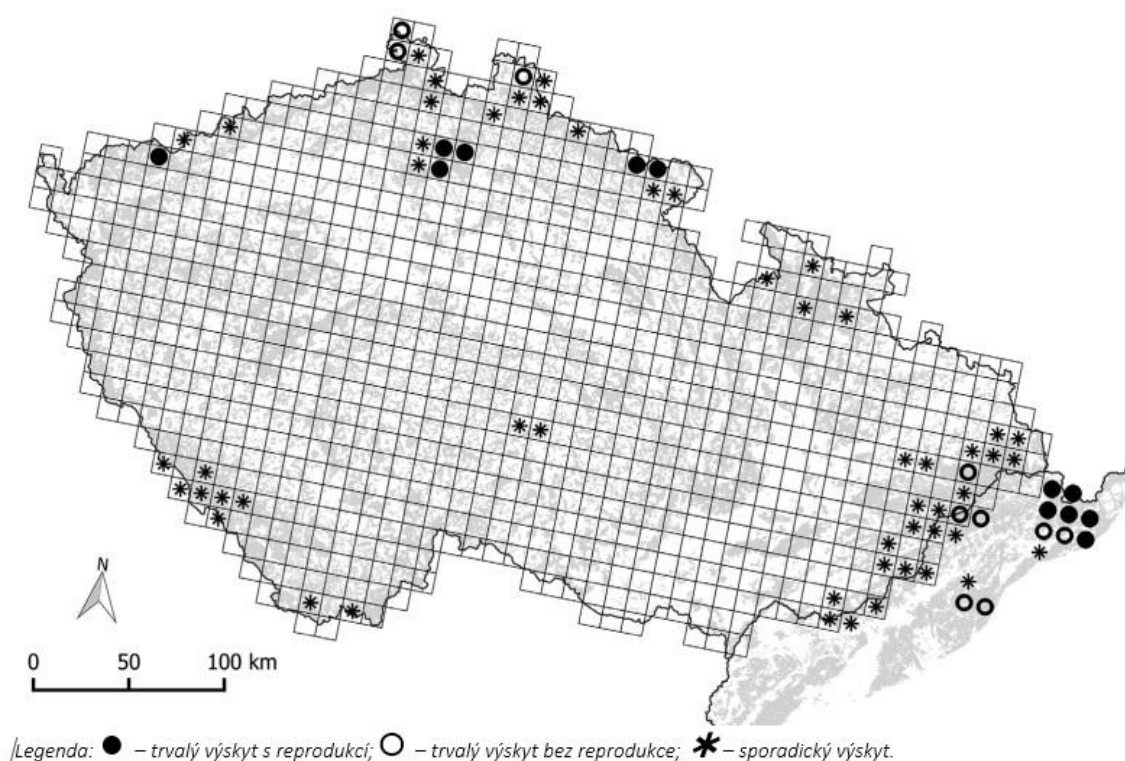 N
0 50 100 km
Legenda: ● – trvalý výskyt s reprodukcí; ○ – trvalý výskyt bez reprodukce; * – sporadický výskyt.